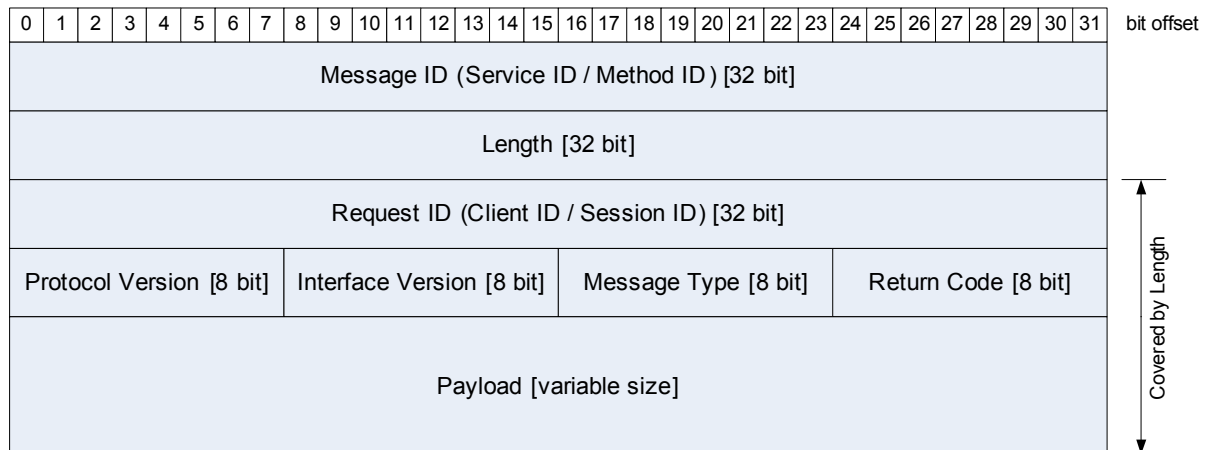 0 1 2 3 4 5 6 7 8 9 10 11 12 13 14 15 16 17 18 19 20 21 22 23 24 25 26 27 28 29 30 31 bit offset
Message ID (Service ID / Method ID) [32 bit]
Length [32 bit]
Request ID (Client ID / Session ID) [32 bit]
Protocol Version [8 bit] Interface Version [8 bit] Message Type [8 bit] Return Code [8 bit]
Payload [variable size]
Covered by Length